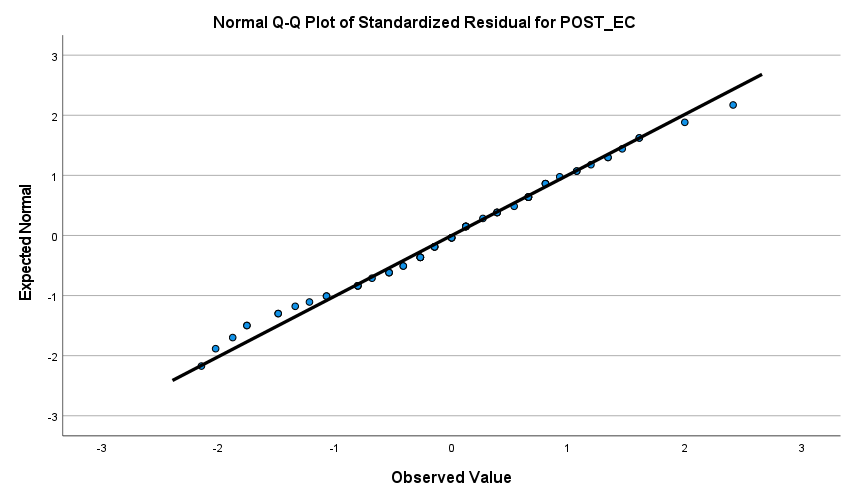 Normal Q-Q Plot of Standardized Residual for POST_EC
3
2
1
0
-1
-2
-3
Expected Normal
-3 -2 -1 0 1 2 3
Observed Value